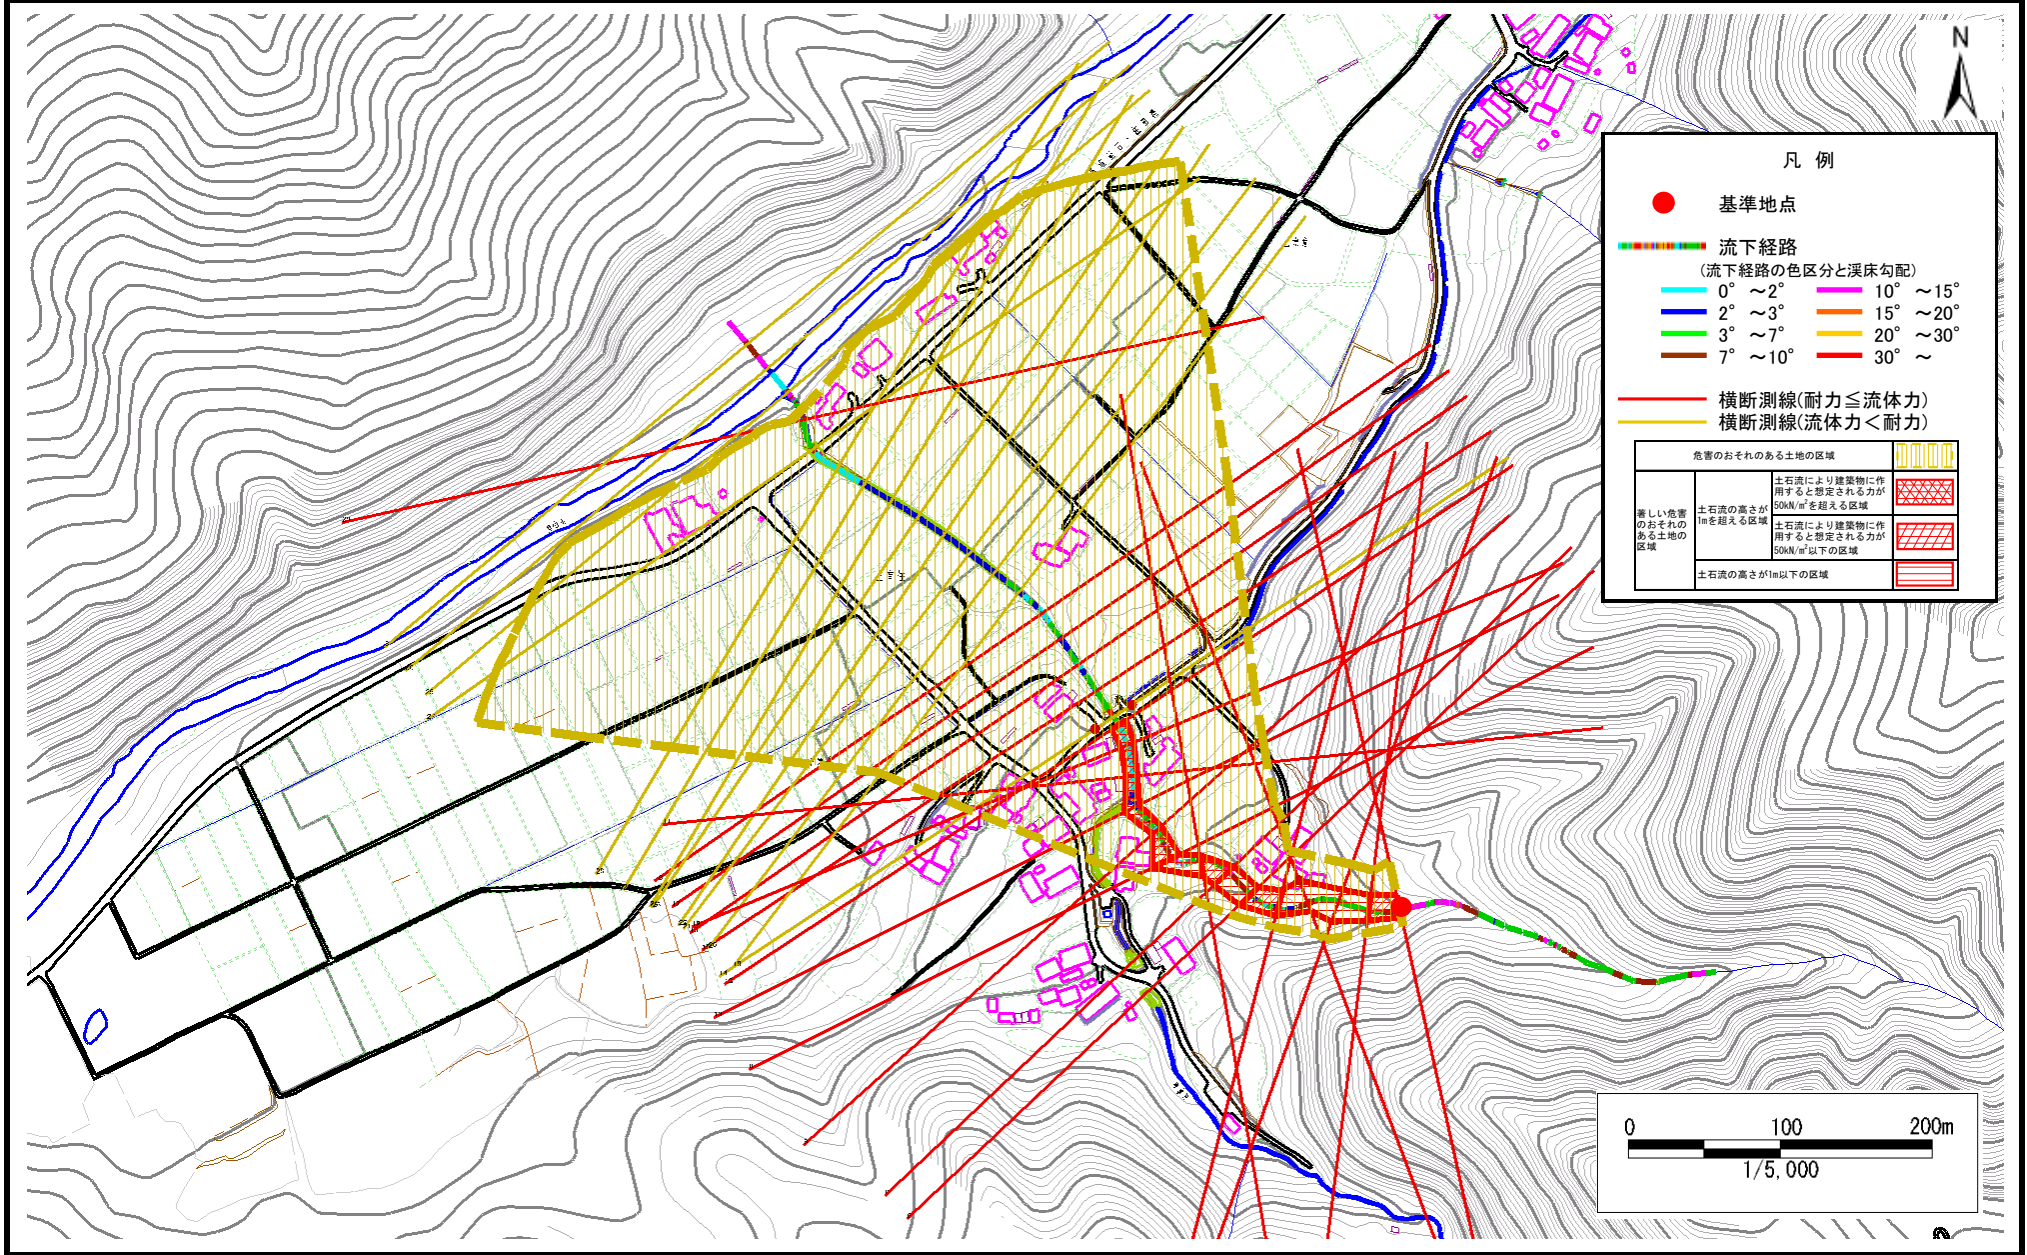 N
凡 例
基準地点
流下経路
(流下経路の色区分と渓床勾配)
0° ～2°
10° ～15°
2° ～3°
15° ～20°
3° ～7°
20° ～30°
7° ～10°
30° ～
横断測線(耐力≦流体力)
横断測線(流体力＜耐力)
危害のおそれのある土地の区域
著しい危害
のおそれの
ある土地の
区域
土石流の高さが
1mを超える区域
土石流により建築物に作
用すると想定される力が
50kN/㎡を超える区域
土石流により建築物に作
用すると想定される力が
50kN/㎡以下の区域
土石流の高さが1m以下の区域
0 100 200m
1/5,000